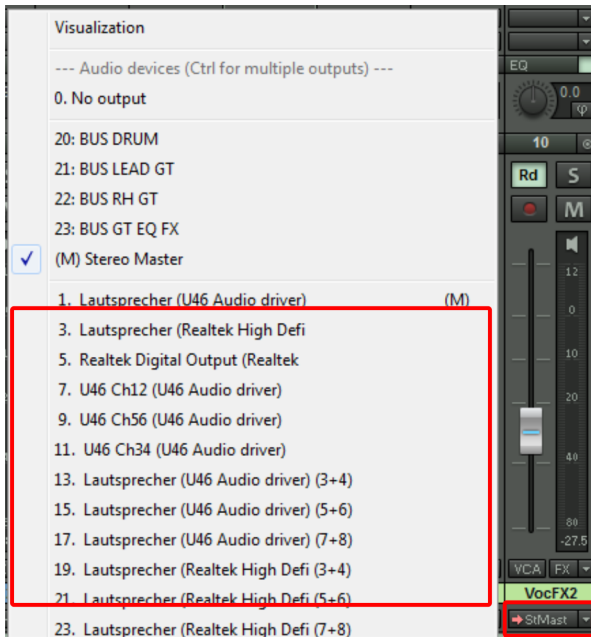 Visualization
--- Audio devices (Ctrl for multiple outputs) ---
0. No output
20: BUS DRUM
21: BUS LEAD GT
22: BUS RH GT
23: BUS GT EQ FX
(M) Stereo Master
1. Lautsprecher (U46 Audio driver) (M)
3. Lautsprecher (Realtek High Defi
5. Realtek Digital Output (Realtek
7. U46 Ch12 (U46 Audio driver)
9. U46 Ch56 (U46 Audio driver)
11. U46 Ch34 (U46 Audio driver)
13. Lautsprecher (U46 Audio driver) (3+4)
15. Lautsprecher (U46 Audio driver) (5+6)
17. Lautsprecher (U46 Audio driver) (7+8)
19. Lautsprecher (Realtek High Defi (3+4)
21. Lautsprecher (Realtek High Defi (5+6)
23. Lautsprecher (Realtek High Defi (7+8)
EQ
0.0
φ
10
Rd S
M
12
0
10
20
40
80
-27.5
VCA FX
VocFX2
StMast